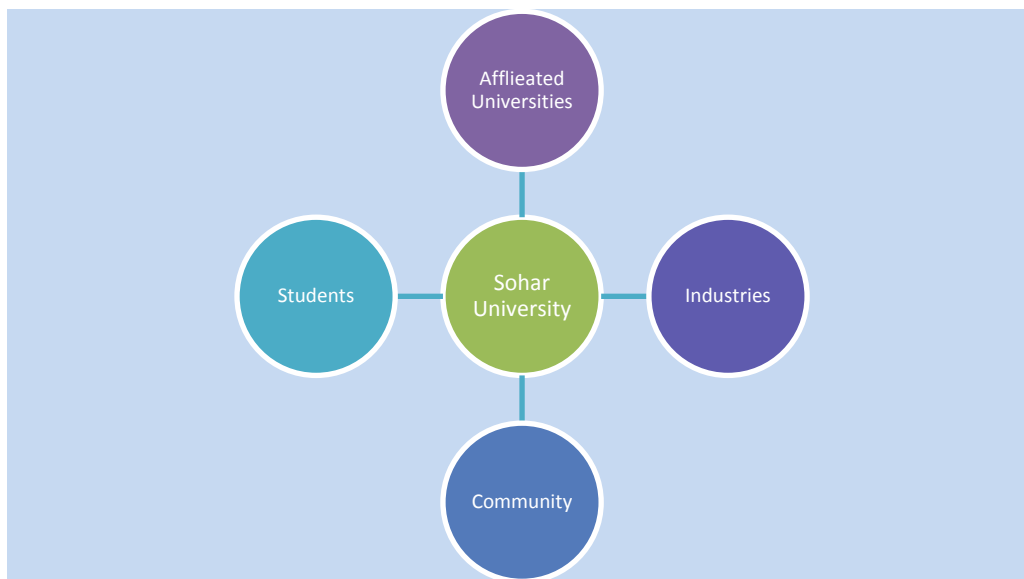 Afflieated
Universities
Students
Sohar
University
Industries
Community